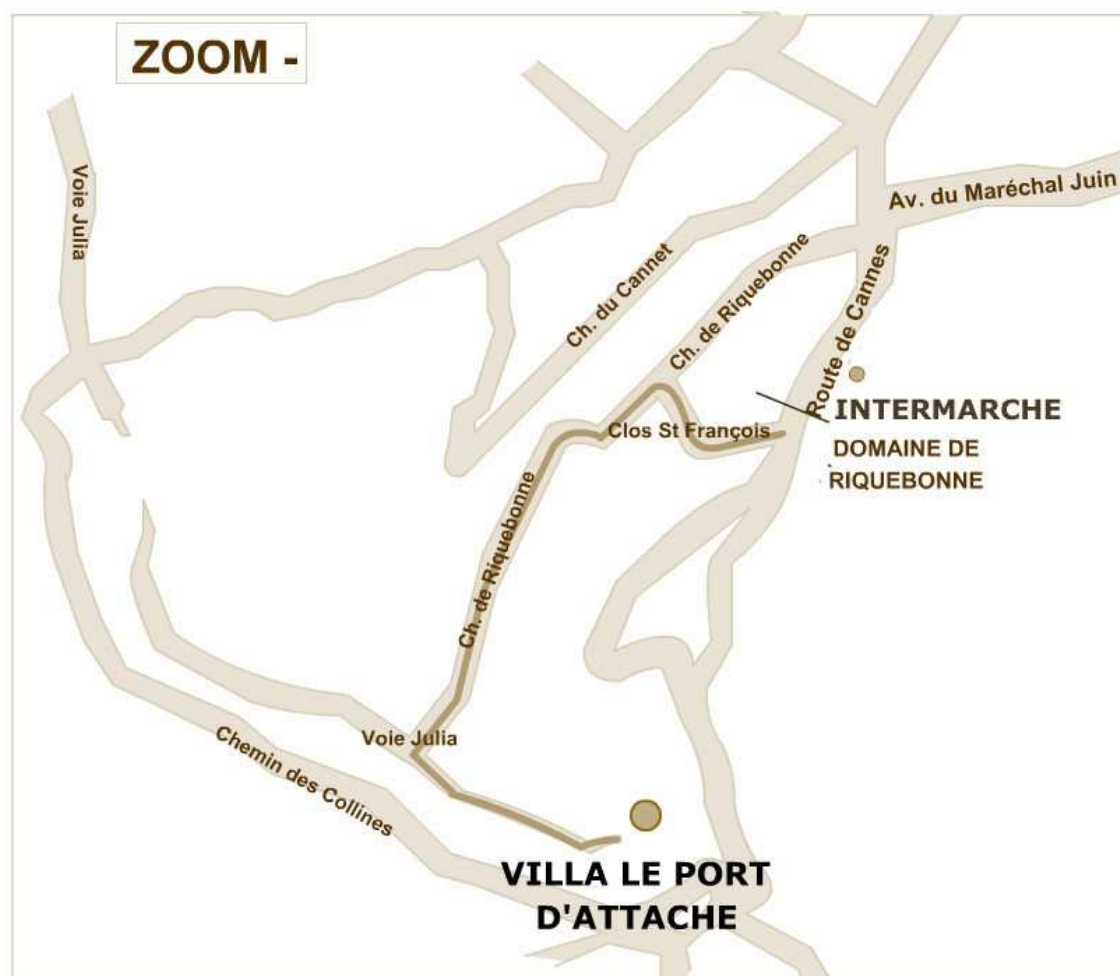 ZOOM -
Voie Julia
Av. du Maréchal Juin
Ch. du Cannet
Ch. de Riquebonne
Route de Cannes
INTERMARCHE
Clos St François
DOMAINE DE
RIQUEBONNE
Ch. de Riquebonne
Voie Julia
Chemin des Collines
VILLA LE PORT
D'ATTACHE